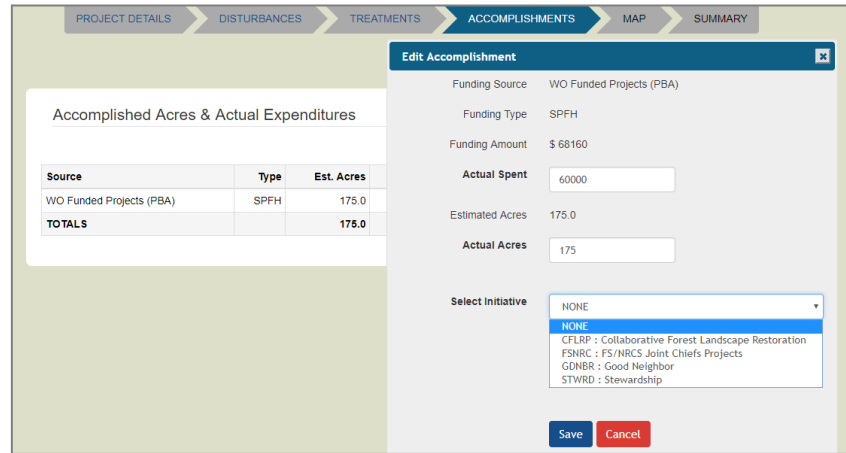 PROJECT DETAILS DISTURBANCES TREATMENTS ACCOMPLISHMENTS MAP SUMMARY
Accomplished Acres & Actual Expenditures
Source Type Est. Acres
WO Funded Projects (PBA) SPFH 175.0
TOTALS 175.0
Edit Accomplishment x
Funding Source WO Funded Projects (PBA)
Funding Type SPFH
Funding Amount $ 68160
Actual Spent 60000
Estimated Acres 175.0
Actual Acres 175
Select Initiative NONE
NONE
CFLRP : Collaborative Forest Landscape Restoration
FSNRC : FS/NRCS Joint Chiefs Projects
GDNBR : Good Neighbor
STWRD : Stewardship
Save Cancel